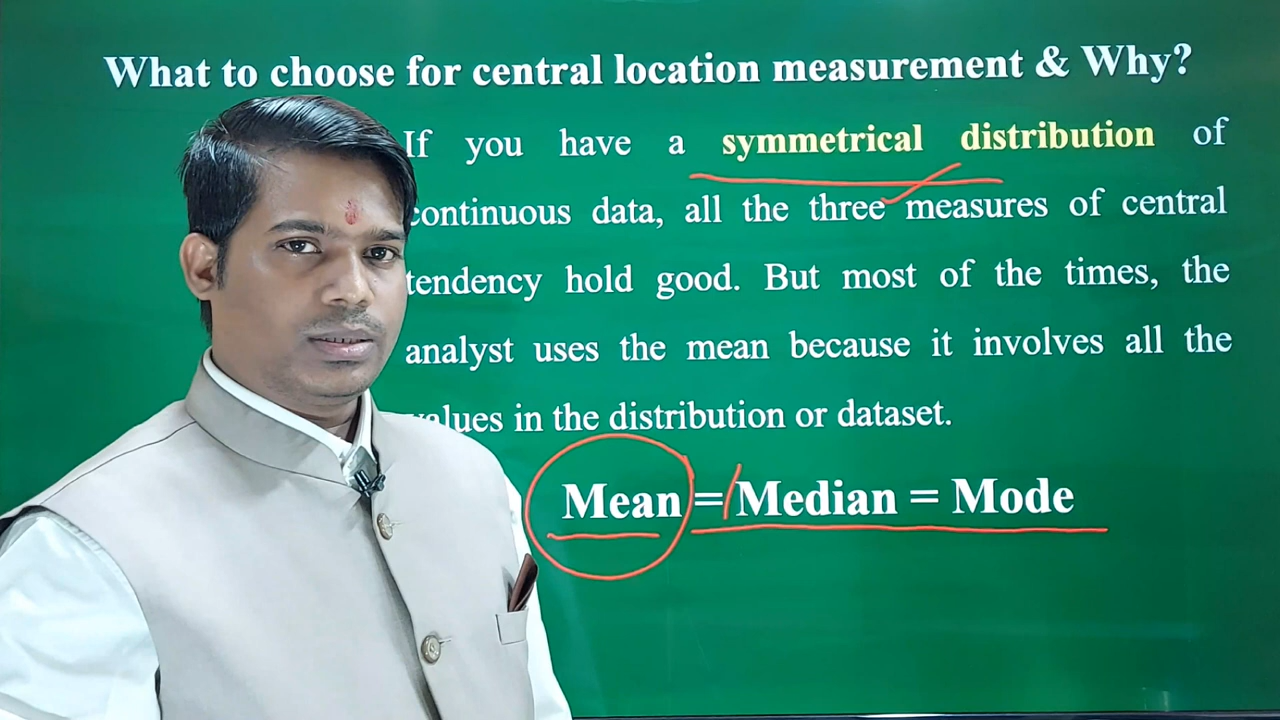 What to choose for central location measurement & Why?
If you have a symmetrical distribution of
continuous data, all the three measures of central
tendency hold good. But most of the times, the
analyst uses the mean because it involves all the
values in the distribution or dataset.
Mean = Median = Mode